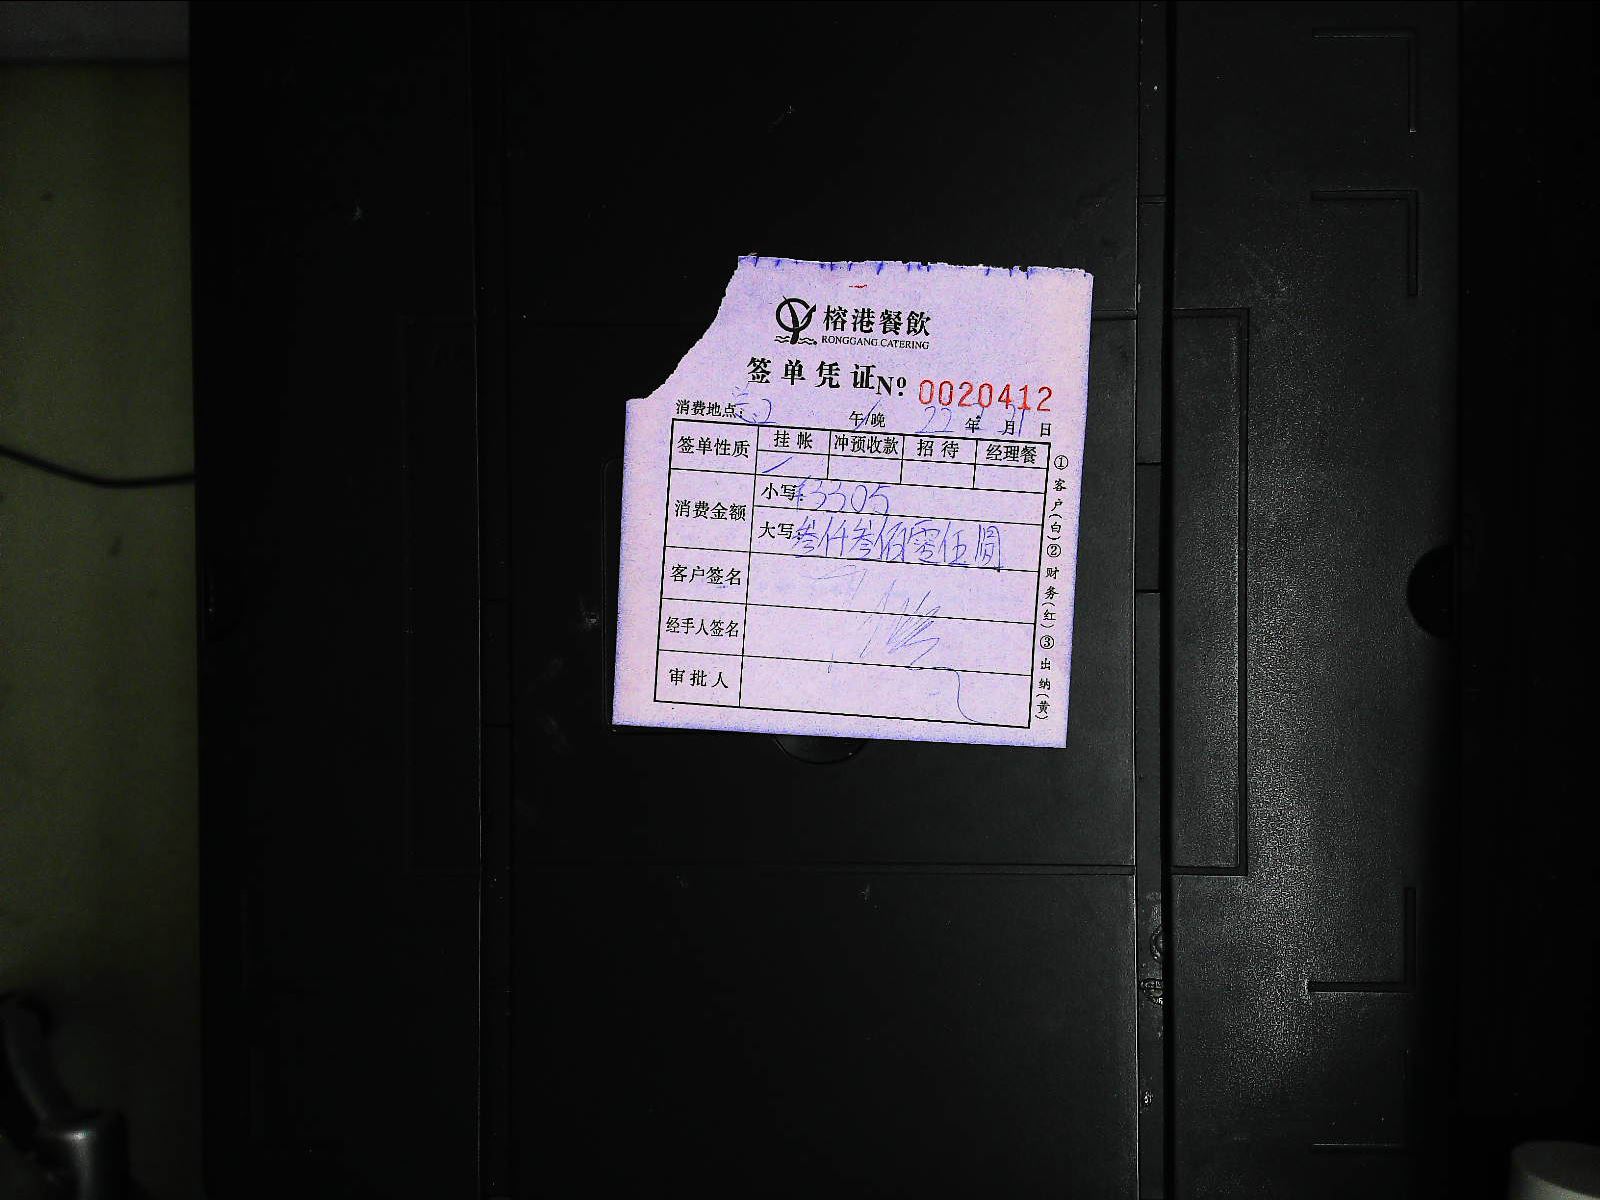 榕港餐飲
RONGGANG CATERING
签单凭证 Nº: 0020412
消费地点: 午/晚 22年 月 日
签单性质 挂帐 冲预收款 招待 经理餐
消费金额 小写:¥3305
大写:叁仟叁佰零伍圆
客户签名
经手人签名
审批人
①客户(白)②财务(红)③出纳(黄)